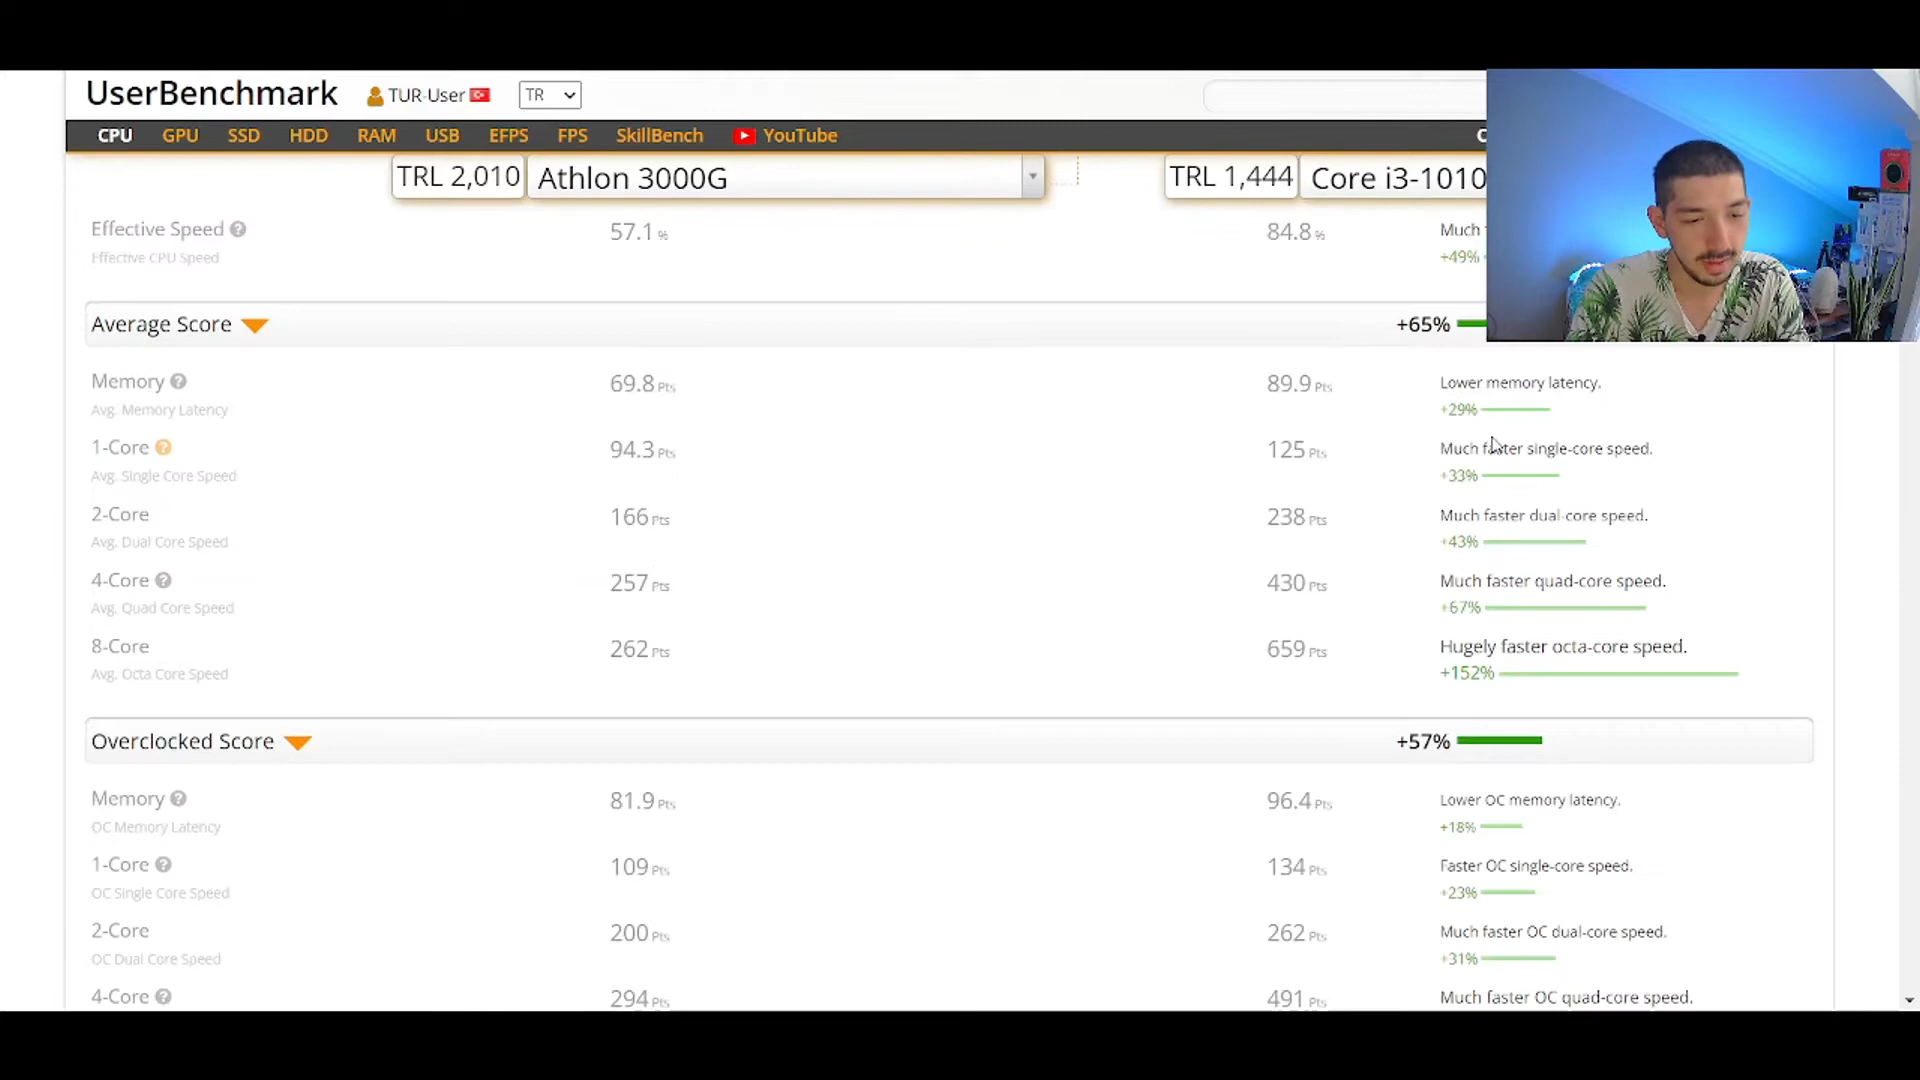 UserBenchmark TUR-User TR
CPU GPU SSD HDD RAM USB EFPS FPS SkillBench YouTube C
TRL 2,010 Athlon 3000G TRL 1,444 Core i3-1010
Effective Speed 57.1 % 84.8 % Much
Effective CPU Speed +49%
Average Score +65%
Memory 69.8 Pts 89.9 Pts Lower memory latency.
Avg. Memory Latency +29%
1-Core 94.3 Pts 125 Pts Much faster single-core speed.
Avg. Single Core Speed +33%
2-Core 166 Pts 238 Pts Much faster dual-core speed.
Avg. Dual Core Speed +43%
4-Core 257 Pts 430 Pts Much faster quad-core speed.
Avg. Quad Core Speed +67%
8-Core 262 Pts 659 Pts Hugely faster octa-core speed.
Avg. Octa Core Speed +152%
Overclocked Score +57%
Memory 81.9 Pts 96.4 Pts Lower OC memory latency.
OC Memory Latency +18%
1-Core 109 Pts 134 Pts Faster OC single-core speed.
OC Single Core Speed +23%
2-Core 200 Pts 262 Pts Much faster OC dual-core speed.
OC Dual Core Speed +31%
4-Core 294 Pts 491 Pts Much faster OC quad-core speed.